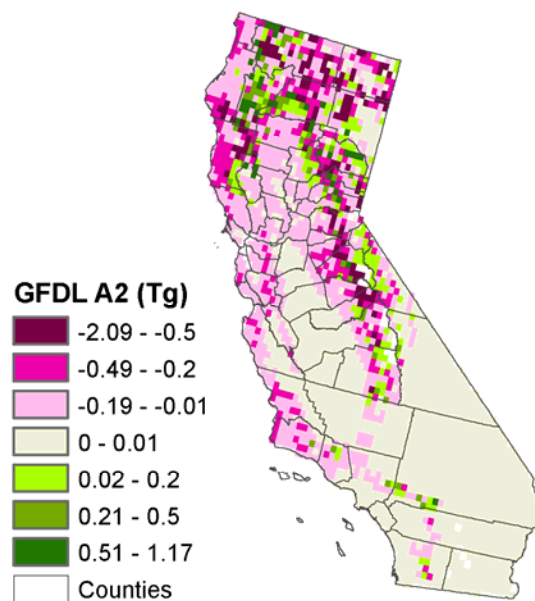 GFDL A2 (Tg)
-2.09 - -0.5
-0.49 - -0.2
-0.19 - -0.01
0 - 0.01
0.02 - 0.2
0.21 - 0.5
0.51 - 1.17
Counties